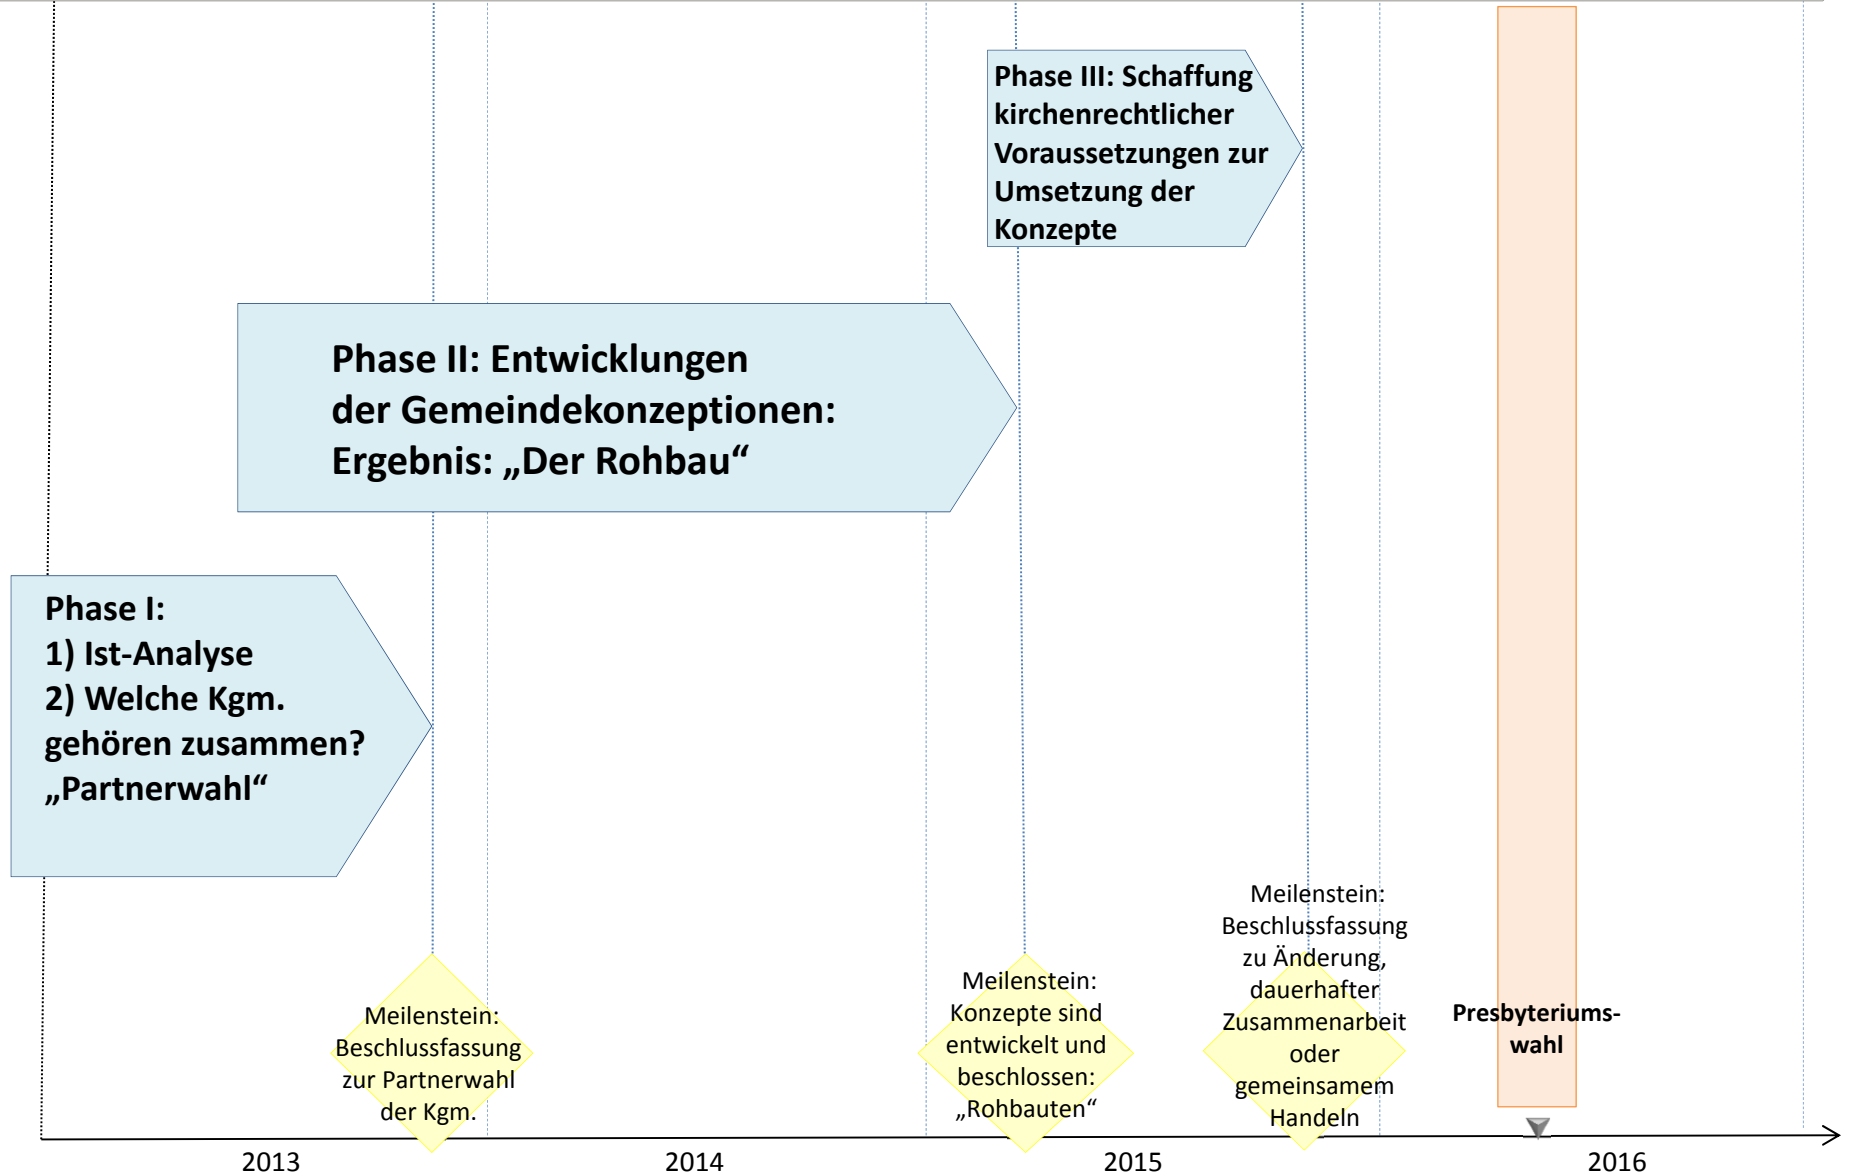 Phase III: Schaffung
kirchenrechtlicher
Voraussetzungen zur
Umsetzung der
Konzepte
Phase II: Entwicklungen
der Gemeindekonzeptionen:
Ergebnis: „Der Rohbau“
Phase I:
1) Ist-Analyse
2) Welche Kgm.
gehören zusammen?
„Partnerwahl“
Meilenstein:
Beschlussfassung
zur Partnerwahl
der Kgm.
Meilenstein:
Konzepte sind
entwickelt und
beschlossen:
„Rohbauten“
Meilenstein:
Beschlussfassung
zu Änderung,
dauerhafter
Zusammenarbeit
oder
gemeinsamem
Handeln
Presbyteriums-
wahl
2013
2014
2015
2016